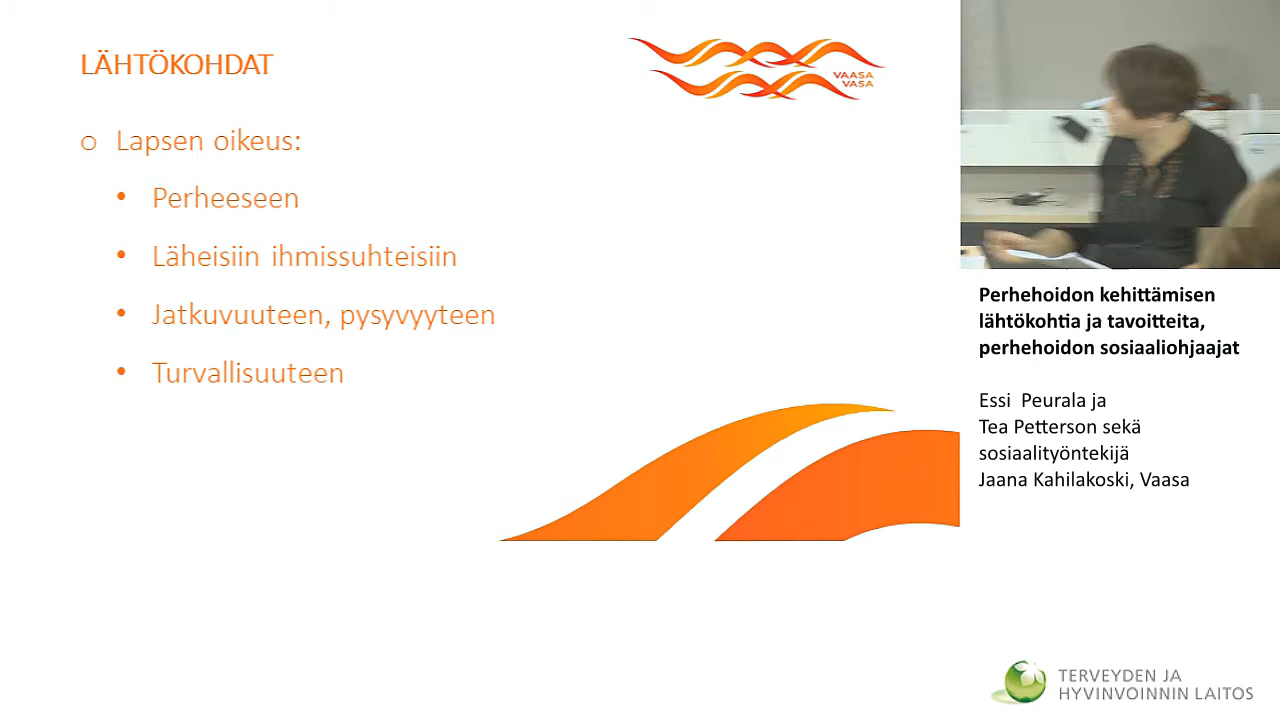 LÄHTÖKOHDAT
VAASA
VASA
o Lapsen oikeus:
• Perheeseen
• Läheisiin ihmissuhteisiin
• Jatkuvuuteen, pysyvyyteen
• Turvallisuuteen
Perhehoidon kehittämisen
lähtökohtia ja tavoitteita,
perhehoidon sosiaaliohjaajat
Essi Peurala ja
Tea Petterson sekä
sosiaalityöntekijä
Jaana Kahilakoski, Vaasa
TERVEYDEN JA
HYVINVOINNIN LAITOS